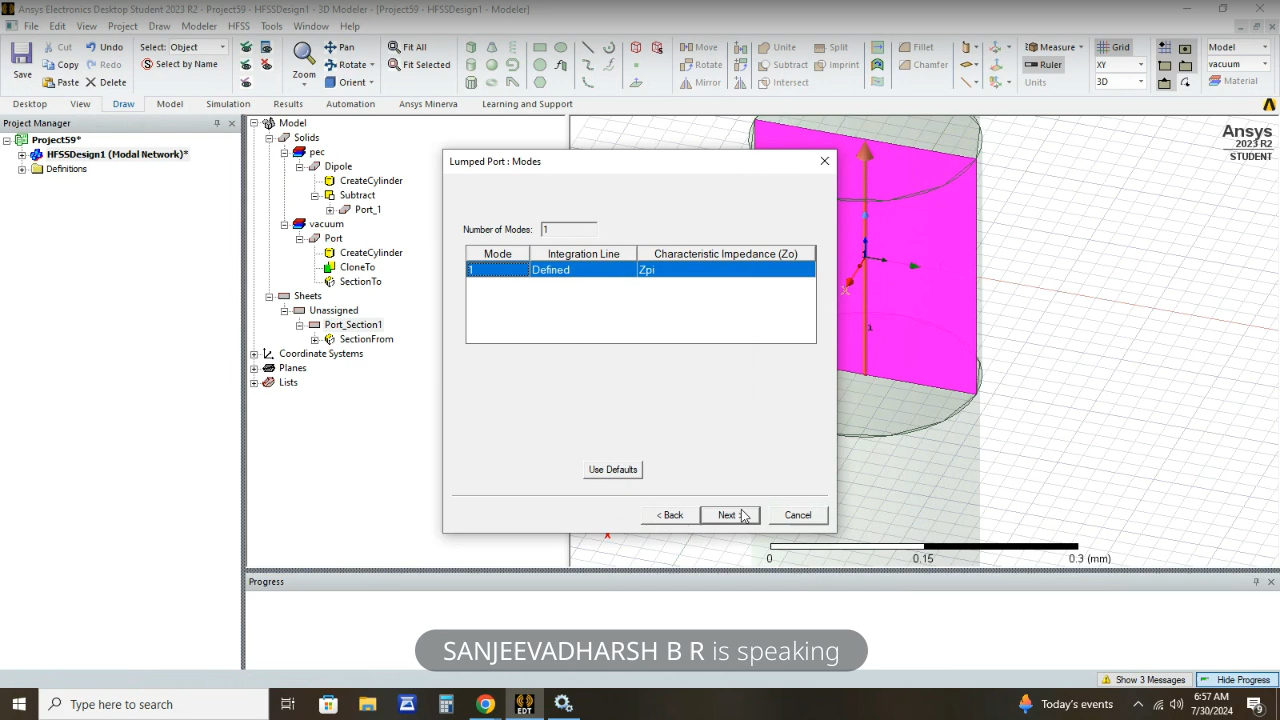 Ansys Electronics Desktop Student 2023 R2 - Project59 - HFSSDesign1 - 3D Modeler - [Project59 - HFSSDesign1 - Modeler]
File Edit View Project Draw Modeler HFSS Tools Window Help
Save
Cut
Copy
Paste
Undo
Redo
Delete
Select: Object
Select by Name
Zoom
Pan
Rotate
Orient
Fit All
Fit Selected
Move
Rotate
Mirror
Unite
Subtract
Intersect
Split
Imprint
Fillet
Chamfer
Measure
Ruler
Units
Grid
XY
3D
Model
vacuum
Material
Desktop View Draw Model Simulation Results Automation Ansys Minerva Learning and Support
Project Manager
Project59*
HFSSDesign1 (Modal Network)*
Definitions
Model
Solids
pec
Dipole
CreateCylinder
Subtract
Port_1
vacuum
Port
CreateCylinder
CloneTo
SectionTo
Sheets
Unassigned
Port_Section1
SectionFrom
Coordinate Systems
Planes
Lists
Lumped Port : Modes
Number of Modes: 1
Mode Integration Line Characteristic Impedance (Zo)
1 Defined Zpi
Use Defaults
< Back Next > Cancel
Ansys
2023 R2
STUDENT
1
X
0 0.15 0.3 (mm)
Progress
SANJEEVADHARSH B R is speaking
Show 3 Messages Hide Progress
Type here to search
EDT
Today's events
6:57 AM
7/30/2024
9